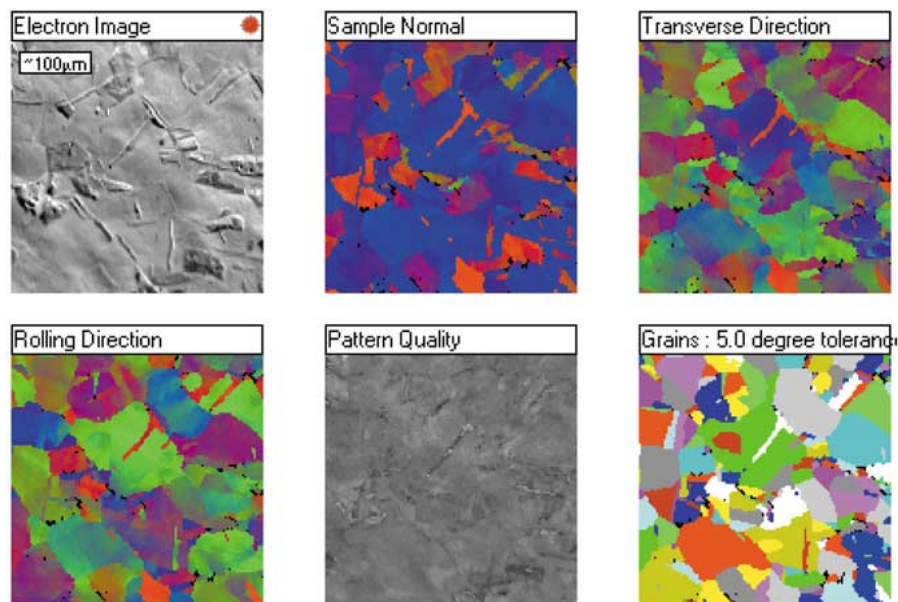 Electron Image
~100µm
Sample Normal
Transverse Direction
Rolling Direction
Pattern Quality
Grains : 5.0 degree toleranc